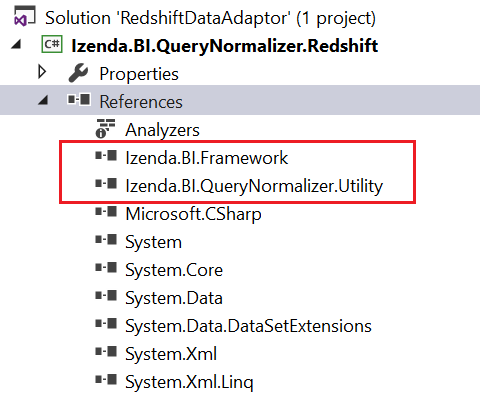 Solution 'RedshiftDataAdaptor' (1 project)
C# Izenda.BI.QueryNormalizer.Redshift
Properties
References
Analyzers
Izenda.BI.Framework
Izenda.BI.QueryNormalizer.Utility
Microsoft.CSharp
System
System.Core
System.Data
System.Data.DataSetExtensions
System.Xml
System.Xml.Linq